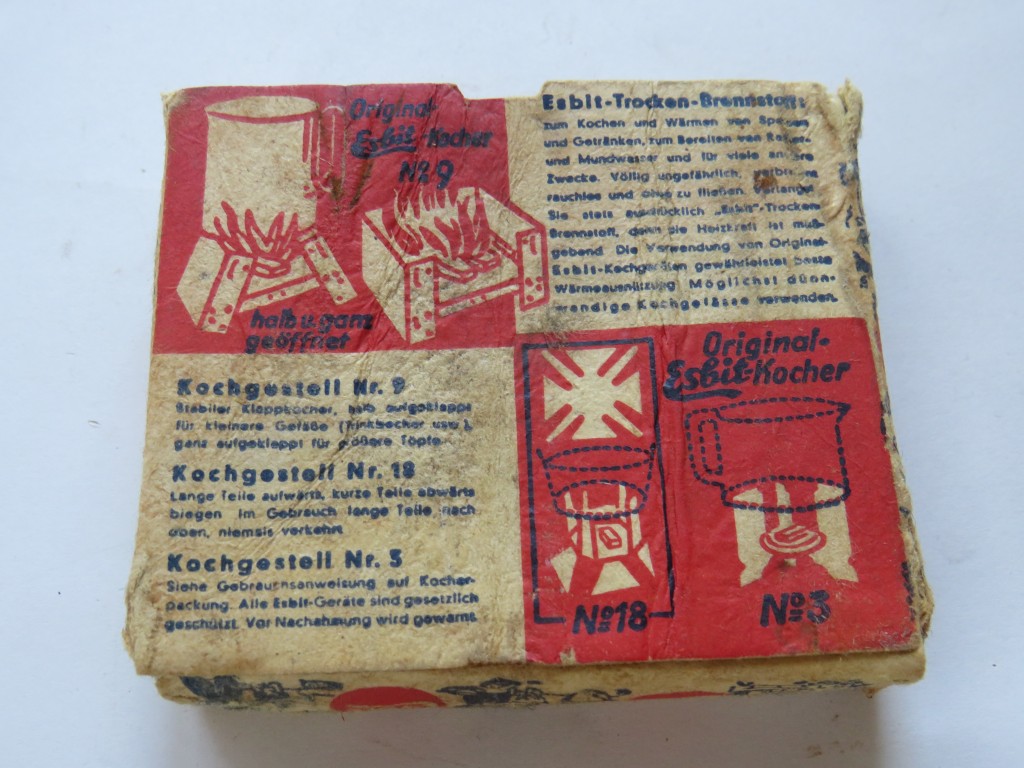 Original-
Esbit-Kocher
№ 9
halb u. ganz
geöffnet
Esbit-Trocken-Brennstoff
zum Kochen und Wärmen von Speisen
und Getränken, zum Bereiten von Rasier-
und Mundwasser und für viele andere
Zwecke. Völlig ungefährlich, verbrennt
rauchlos und ohne zu fließen. Verlangen
Sie stets ausdrücklich „Esbit"-Trocken-
Brennstoff, denn die Heizkraft ist maß-
gebend. Die Verwendung von Original-
Esbit-Kochgeräten gewährleistet beste
Wärmeausnützung. Möglichst dünn-
wandige Kochgefässe verwenden.
Kochgestell Nr. 9
Stabiler Klappkocher, halb aufgeklappt
für kleinere Gefäße (Trinkbecher usw.),
ganz aufgeklappt für größere Töpfe.
Kochgestell Nr. 18
Lange Teile aufwärts, kurze Teile abwärts
biegen. Im Gebrauch lange Teile nach
oben, niemals verkehrt.
Kochgestell Nr. 3
Siehe Gebrauchsanweisung auf Kocher-
packung. Alle Esbit-Geräte sind gesetzlich
geschützt. Vor Nachahmung wird gewarnt.
Original-
Esbit-Kocher
№ 18
№ 3